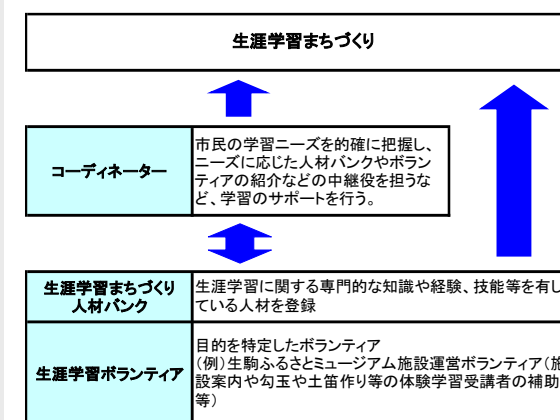 生涯学習まちづくり
コーディネーター
市民の学習ニーズを的確に把握し、
ニーズに応じた人材バンクやボラン
ティアの紹介などの中継役を担うな
ど、学習のサポートを行う。
生涯学習まちづくり
人材バンク
生涯学習に関する専門的な知識や経験、技能等を有し
ている人材を登録
生涯学習ボランティア
目的を特定したボランティア
（例）生駒ふるさとミュージアム施設運営ボランティア（施
設案内や勾玉や土笛作り等の体験学習受講者の補助
等）